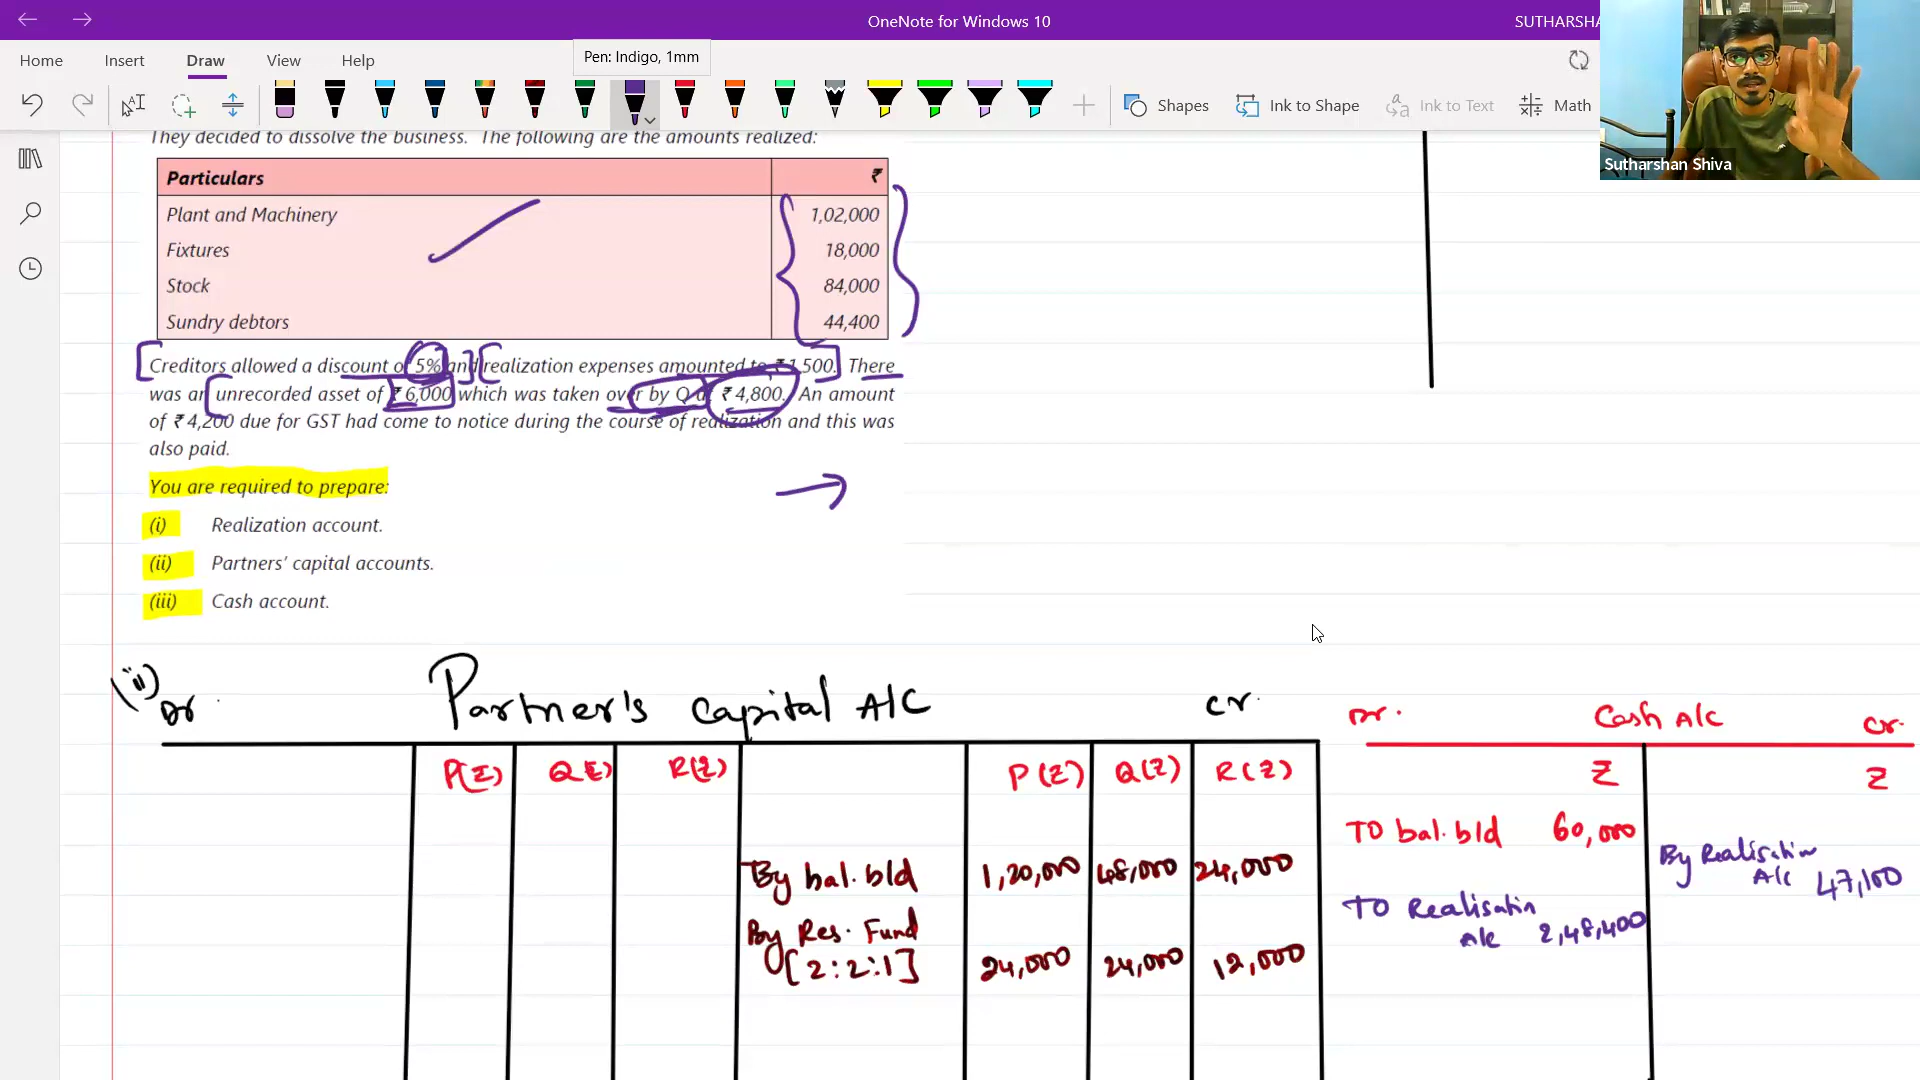 OneNote for Windows 10
SUTHARSHA
Home Insert Draw View Help
Pen: Indigo, 1mm
Shapes Ink to Shape Ink to Text Math
Sutharshan Shiva
They decided to dissolve the business. The following are the amounts realized:
Particulars ₹
Plant and Machinery 1,02,000
Fixtures 18,000
Stock 84,000
Sundry debtors 44,400
Creditors allowed a discount of 5% and realization expenses amounted to ₹ 1,500. There
was an unrecorded asset of ₹ 6,000 which was taken over by Q at ₹ 4,800. An amount
of ₹ 4,200 due for GST had come to notice during the course of realization and this was
also paid.
You are required to prepare:
(i) Realization account.
(ii) Partners' capital accounts.
(iii) Cash account.
(ii) Dr Partner's capital A/C cr.
P(₹) Q(₹) R(₹) P(₹) Q(₹) R(₹)
By bal. b/d 1,20,000 48,000 24,000
By Res. Fund
[2:2:1] 24,000 24,000 12,000
Dr. Cash A/c cr.
₹ ₹
To bal. b/d 60,000
By Realisation
A/c 47,100
To Realisatin
A/c 2,48,400